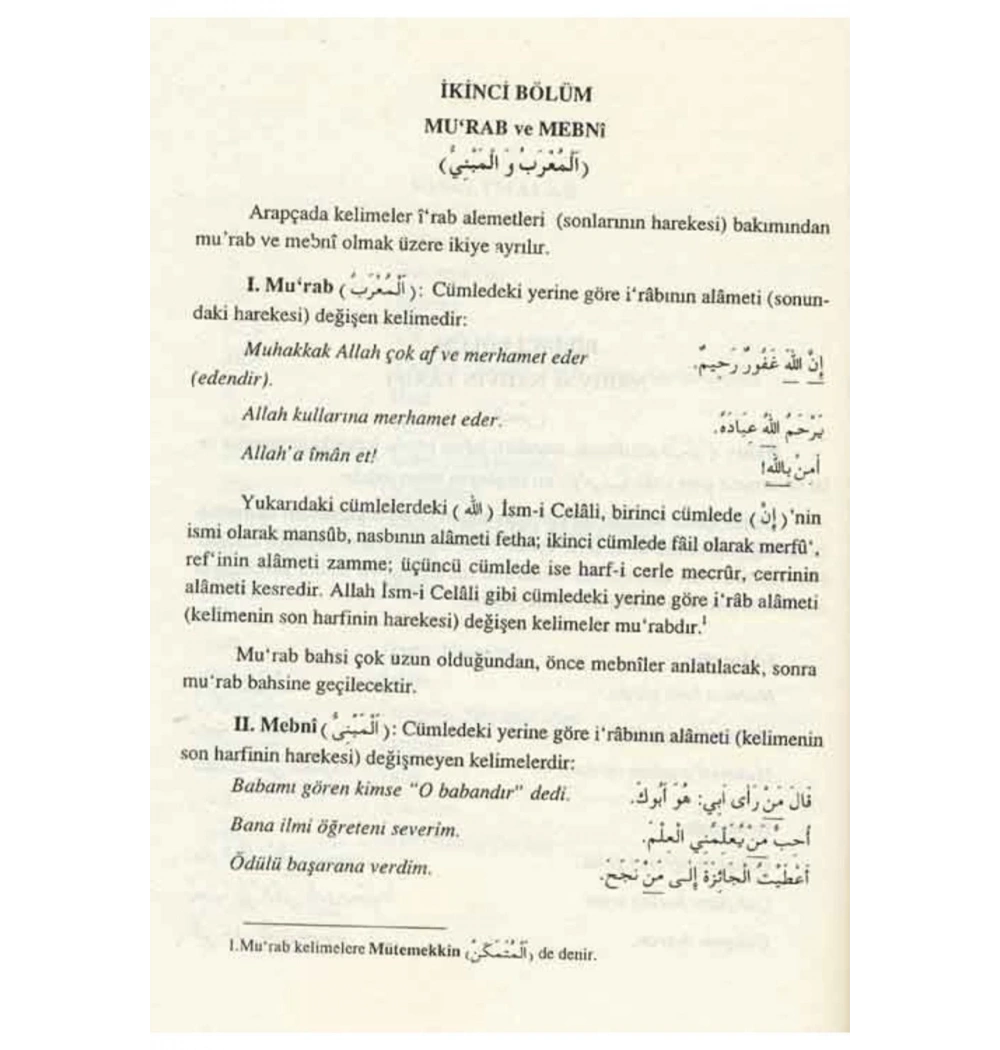 İKİNCİ BÖLÜM
MU‘RAB ve MEBNî
(اَلْمُعْرَبُ وَ الْمَبْنِيُّ)
Arapçada kelimeler î‘rab alemetleri (sonlarının harekesi) bakımından
mu’rab ve mebnî olmak üzere ikiye ayrılır.
I. Mu‘rab (اَلْمُعْرَبُ): Cümledeki yerine göre i‘râbının alâmeti (sonun-
daki harekesi) değişen kelimedir:
Muhakkak Allah çok af ve merhamet eder إِنَّ اللّٰهَ غَفُورٌ رَحِيمٌ.
(edendir).
Allah kullarına merhamet eder. يَرْحَمُ اللّٰهُ عِبَادَهُ.
Allah’a îmân et! اٰمِنْ بِاللّٰهِ!
Yukarıdaki cümlelerdeki (اللّٰه) İsm-i Celâli, birinci cümlede (إِنَّ)’nin
ismi olarak mansûb, nasbının alâmeti fetha; ikinci cümlede fâil olarak merfû‘,
ref‘inin alâmeti zamme; üçüncü cümlede ise harf-i cerle mecrûr, cerrinin
alâmeti kesredir. Allah İsm-i Celâli gibi cümledeki yerine göre i‘râb alâmeti
(kelimenin son harfinin harekesi) değişen kelimeler mu‘rabdır.¹
Mu‘rab bahsi çok uzun olduğundan, önce mebnîler anlatılacak, sonra
mu‘rab bahsine geçilecektir.
II. Mebnî (اَلْمَبْنِيُّ): Cümledeki yerine göre i‘râbının alâmeti (kelimenin
son harfinin harekesi) değişmeyen kelimelerdir:
Babamı gören kimse "O babandır" dedi. قَالَ مَنْ رَأَى أَبِي: هُوَ أَبُوكَ.
Bana ilmi öğreteni severim. أُحِبُّ مَنْ يُعَلِّمُنِي الْعِلْمَ.
Ödülü başarana verdim. أَعْطَيْتُ الْجَائِزَةَ إِلَى مَنْ نَجَحَ.
1.Mu‘rab kelimelere Mütemekkin (اَلْمُتَمَكِّنُ) de denir.